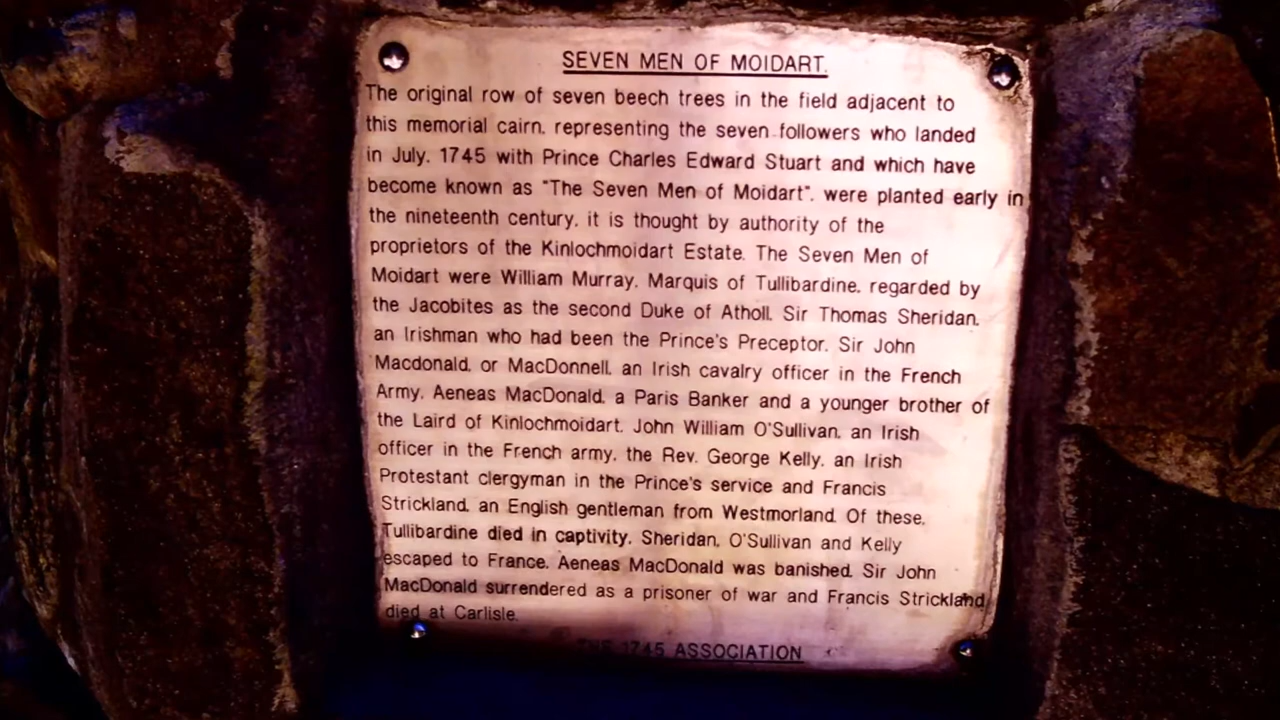 SEVEN MEN OF MOIDART.
The original row of seven beech trees in the field adjacent to
this memorial cairn, representing the seven followers who landed
in July, 1745 with Prince Charles Edward Stuart and which have
become known as "The Seven Men of Moidart", were planted early in
the nineteenth century, it is thought by authority of the
proprietors of the Kinlochmoidart Estate. The Seven Men of
Moidart were William Murray, Marquis of Tullibardine, regarded by
the Jacobites as the second Duke of Atholl, Sir Thomas Sheridan,
an Irishman who had been the Prince's Preceptor, Sir John
Macdonald, or MacDonnell, an Irish cavalry officer in the French
Army, Aeneas MacDonald, a Paris Banker and a younger brother of
the Laird of Kinlochmoidart, John William O'Sullivan, an Irish
officer in the French army, the Rev. George Kelly, an Irish
Protestant clergyman in the Prince's service and Francis
Strickland, an English gentleman from Westmorland. Of these,
Tullibardine died in captivity, Sheridan, O'Sullivan and Kelly
escaped to France, Aeneas MacDonald was banished, Sir John
MacDonald surrendered as a prisoner of war and Francis Strickland
died at Carlisle.
THE 1745 ASSOCIATION